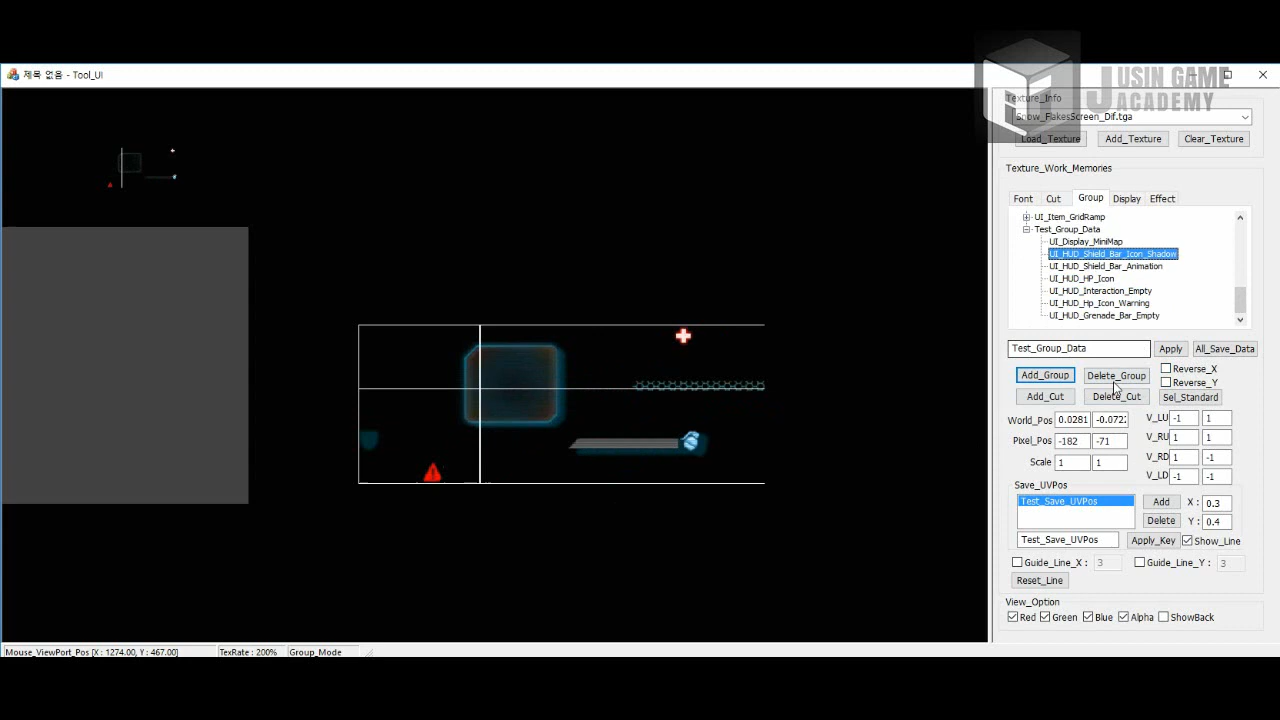 제목 없음 - Tool_UI
JUSIN GAME
ACADEMY
Texture_Info
Snow_FlakesScreen_Dif.tga
Load_Texture Add_Texture Clear_Texture
Texture_Work_Memories
Font Cut Group Display Effect
UI_Item_GridRamp
Test_Group_Data
UI_Display_MiniMap
UI_HUD_Shield_Bar_Icon_Shadow
UI_HUD_Shield_Bar_Animation
UI_HUD_HP_Icon
UI_HUD_Interaction_Empty
UI_HUD_Hp_Icon_Warning
UI_HUD_Grenade_Bar_Empty
Test_Group_Data Apply All_Save_Data
Add_Group Delete_Group Reverse_X
Reverse_Y
Add_Cut Delete_Cut Sel_Standard
World_Pos 0.0281 -0.072 V_LU -1 1
Pixel_Pos -182 -71 V_RU 1 1
Scale 1 1 V_RD 1 -1
V_LD -1 -1
Save_UVPos
Test_Save_UVPos Add X : 0.3
Delete Y : 0.4
Test_Save_UVPos Apply_Key Show_Line
Guide_Line_X : 3 Guide_Line_Y : 3
Reset_Line
View_Option
Red Green Blue Alpha ShowBack
Mouse_ViewPort_Pos [X : 1274.00, Y : 467.00] TexRate : 200% Group_Mode